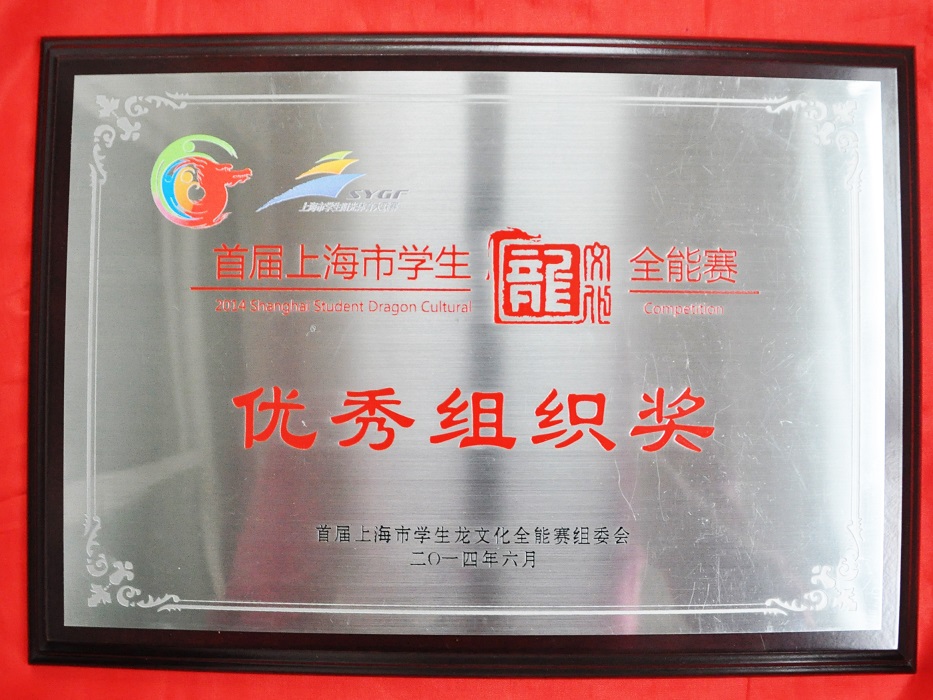 SYGF
首届上海市学生龍文化全能赛
2014 Shanghai Student Dragon Cultural Competition
优秀组织奖
首届上海市学生龙文化全能赛组委会
二〇一四年六月